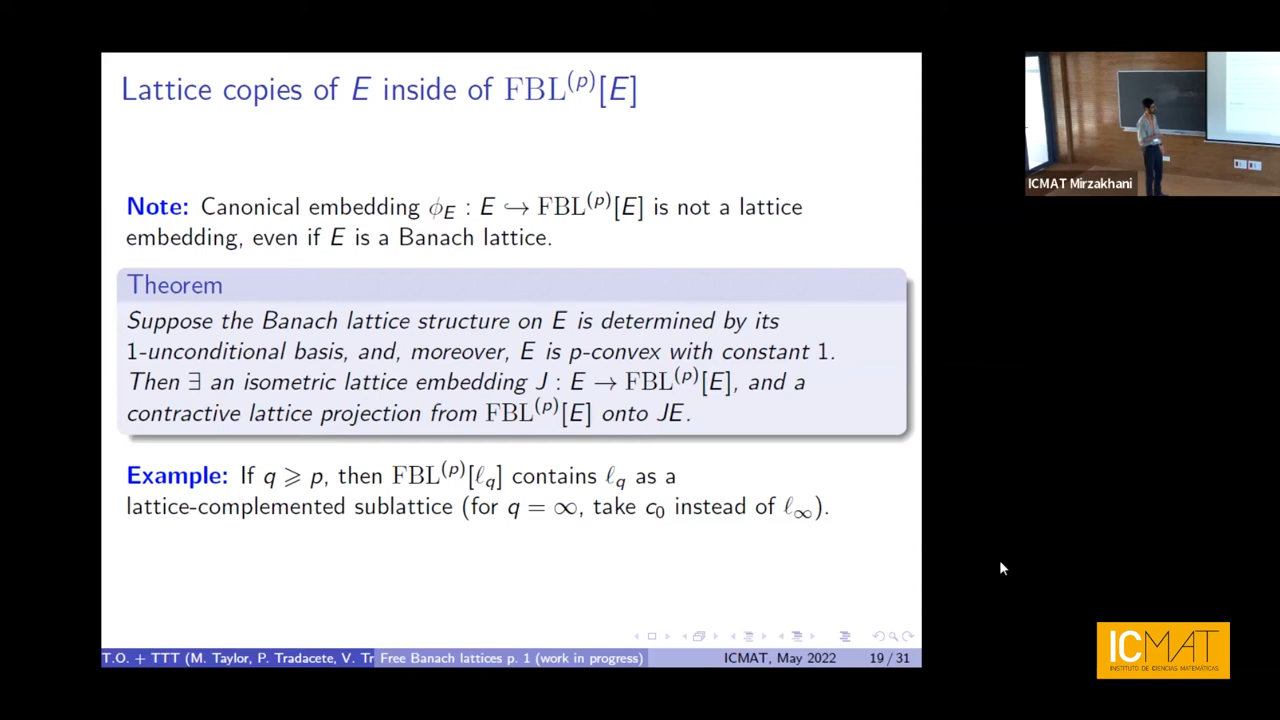 Lattice copies of E inside of FBL⁽ᵖ⁾[E]
ICMAT Mirzakhani
Note: Canonical embedding ϕ_E : E ↪ FBL⁽ᵖ⁾[E] is not a lattice
embedding, even if E is a Banach lattice.
Theorem
Suppose the Banach lattice structure on E is determined by its
1-unconditional basis, and, moreover, E is p-convex with constant 1.
Then ∃ an isometric lattice embedding J : E → FBL⁽ᵖ⁾[E], and a
contractive lattice projection from FBL⁽ᵖ⁾[E] onto JE.
Example: If q ⩾ p, then FBL⁽ᵖ⁾[ℓ_q] contains ℓ_q as a
lattice-complemented sublattice (for q = ∞, take c₀ instead of ℓ_∞).
T.O. + TTT (M. Taylor, P. Tradacete, V. Tr Free Banach lattices p. 1 (work in progress) ICMAT, May 2022 19 / 31
ICMAT
INSTITUTO DE CIENCIAS MATEMÁTICAS